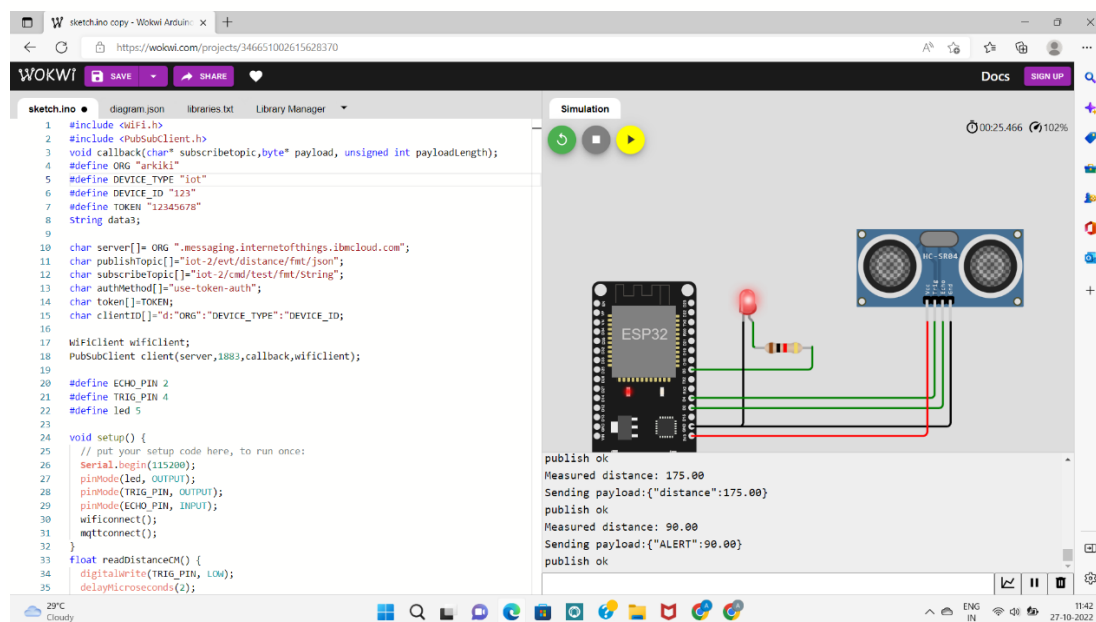 sketch.ino copy - Wokwi Arduino
https://wokwi.com/projects/346651002615628370
WOKWI SAVE SHARE Docs SIGN UP
sketch.ino ● diagram.json libraries.txt Library Manager
Simulation
00:25.466 102%
1 #include <WiFi.h>
2 #include <PubSubClient.h>
3 void callback(char* subscribetopic,byte* payload, unsigned int payloadLength);
4 #define ORG "arkiki"
5 #define DEVICE_TYPE "iot"
6 #define DEVICE_ID "123"
7 #define TOKEN "12345678"
8 String data3;
9
10 char server[]= ORG ".messaging.internetofthings.ibmcloud.com";
11 char publishTopic[]="iot-2/evt/distance/fmt/json";
12 char subscribeTopic[]="iot-2/cmd/test/fmt/String";
13 char authMethod[]="use-token-auth";
14 char token[]=TOKEN;
15 char clientID[]="d:"ORG":"DEVICE_TYPE":"DEVICE_ID;
16
17 WiFiClient wifiClient;
18 PubSubClient client(server,1883,callback,wifiClient);
19
20 #define ECHO_PIN 2
21 #define TRIG_PIN 4
22 #define led 5
23
24 void setup() {
25 // put your setup code here, to run once:
26 Serial.begin(115200);
27 pinMode(led, OUTPUT);
28 pinMode(TRIG_PIN, OUTPUT);
29 pinMode(ECHO_PIN, INPUT);
30 wificonnect();
31 mqttconnect();
32 }
33 float readDistanceCM() {
34 digitalWrite(TRIG_PIN, LOW);
35 delayMicroseconds(2);
HC-SR04
Vcc Trig Echo Gnd
ESP32
publish ok
Measured distance: 175.00
Sending payload:{"distance":175.00}
publish ok
Measured distance: 90.00
Sending payload:{"ALERT":90.00}
publish ok
29°C
Cloudy
ENG
IN
11:42
27-10-2022